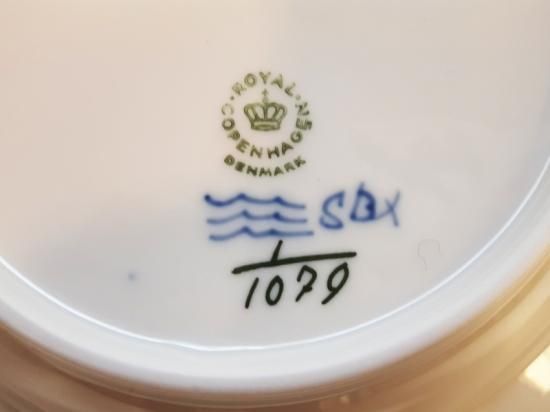 ROYAL
COPENHAGEN
DENMARK
SBX
1
1079